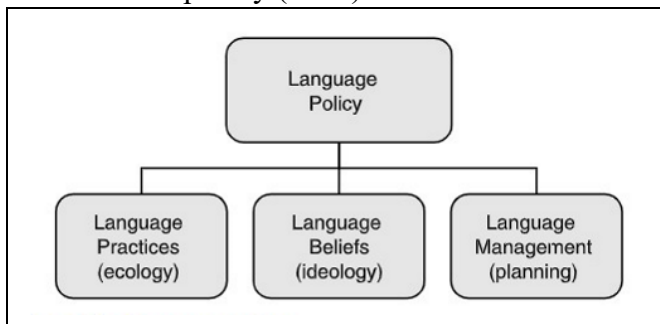 Language
Policy
Language
Practices
(ecology)
Language
Beliefs
(ideology)
Language
Management
(planning)